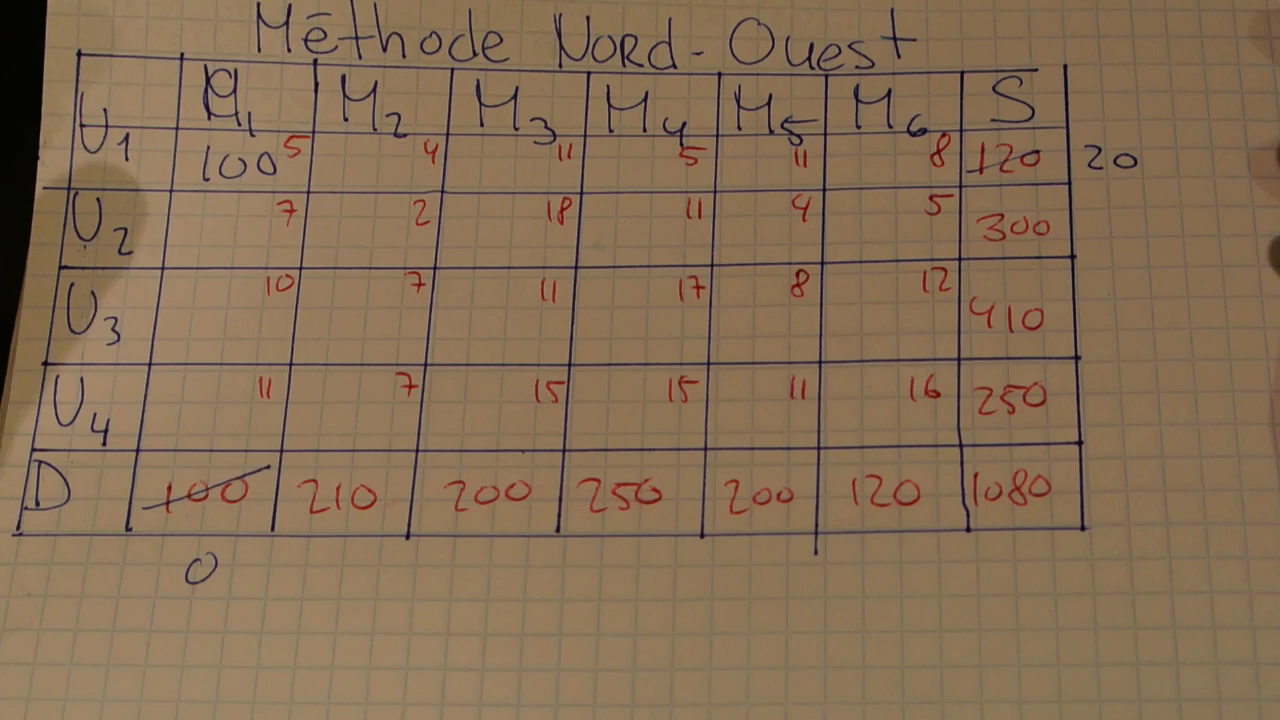 Méthode Nord-Ouest
M1 M2 M3 M4 M5 M6 S
U1 100 5 4 11 5 11 8 120 20
U2 7 2 18 11 4 5 300
U3 10 7 11 17 8 12 410
U4 11 7 15 15 11 16 250
D 100 210 200 250 200 120 1080
0